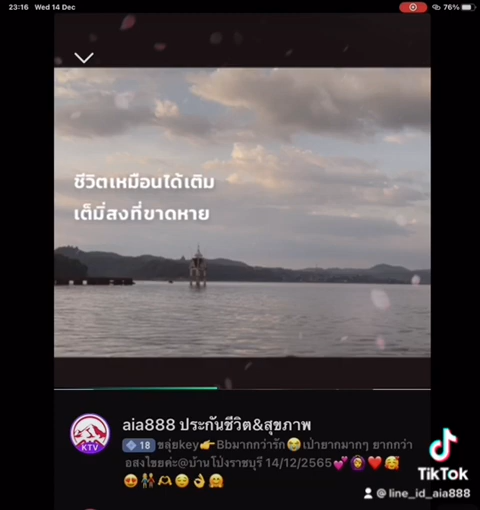 23:16 Wed 14 Dec
76%
ชีวิตเหมือนได้เติม
เต็มิ่สงที่ขาดหาย
aia888 ประกันชีวิต&สุขภาพ
KTV
18 ขลุ่ยkey👉Bbมากกว่ารัก😭เป่ายากมากๆ ยากกว่า
อสงไขยค่ะ@บ้านโป่งราชบุรี 14/12/2565💕🙆‍♀️❤️🥰
😍👫🫶😌👌🤗
TikTok
@line_id_aia888